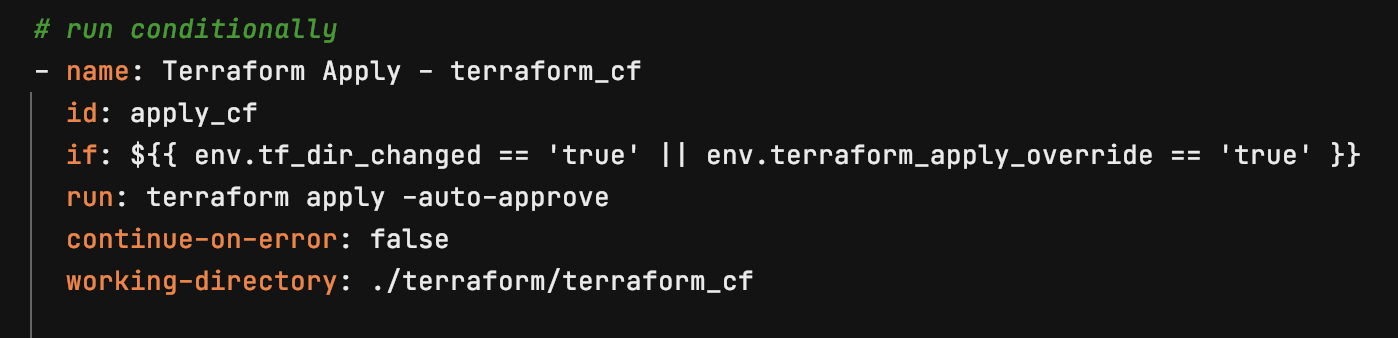 # run conditionally
- name: Terraform Apply - terraform_cf
id: apply_cf
if: ${{ env.tf_dir_changed == 'true' || env.terraform_apply_override == 'true' }}
run: terraform apply -auto-approve
continue-on-error: false
working-directory: ./terraform/terraform_cf